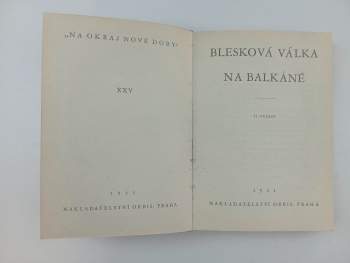 „NA OKRAJ NOVÉ DOBY“
XXV
NAKLADATELSTVÍ ORBIS, PRAHA
BLESKOVÁ VÁLKA
NA BALKÁNĚ
NAKLADATELSTVÍ ORBIS, PRAHA